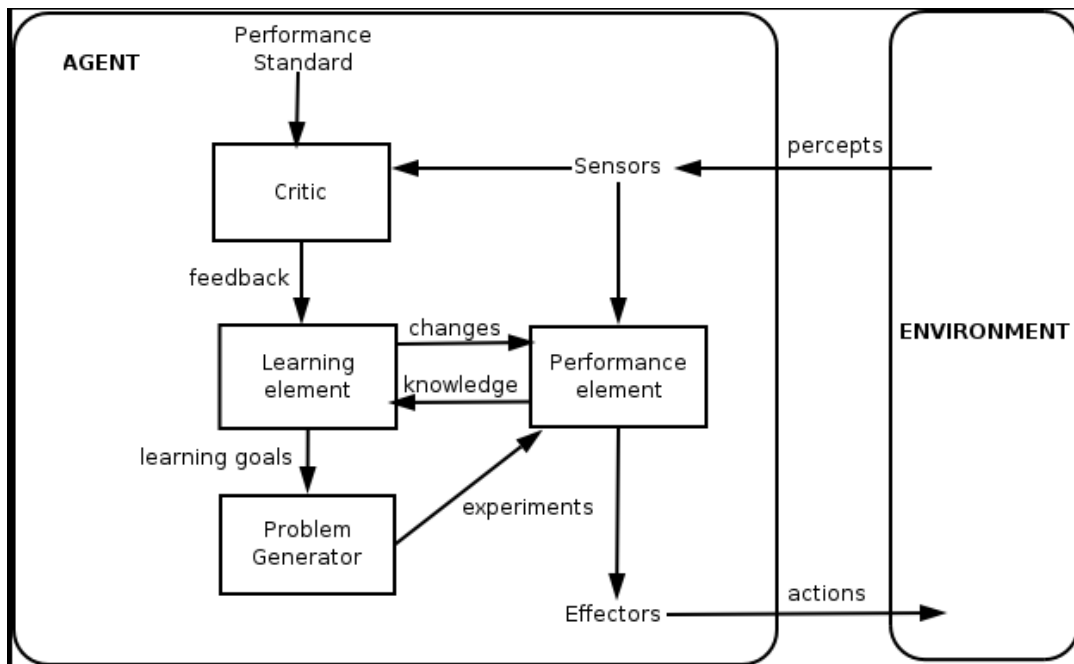 Performance
Standard
AGENT
percepts
Sensors
Critic
feedback
changes
ENVIRONMENT
Learning
element
Performance
element
knowledge
learning goals
experiments
Problem
Generator
actions
Effectors